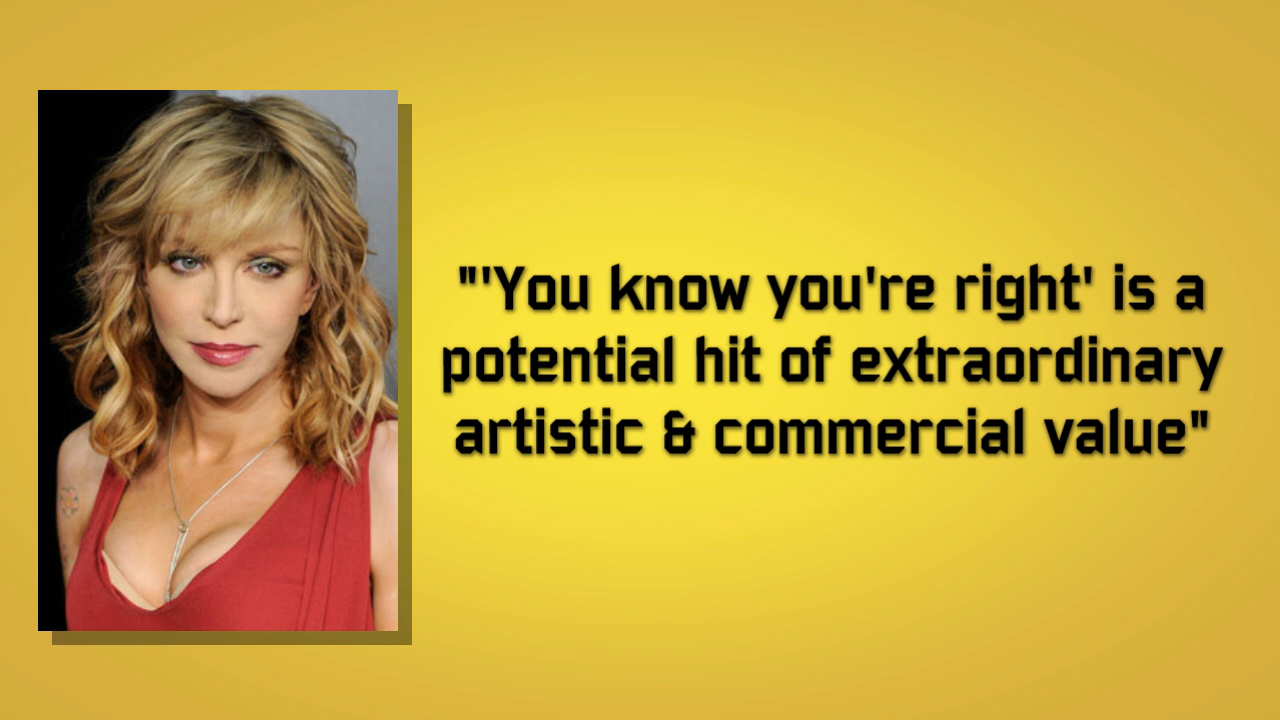 "'You know you're right' is a
potential hit of extraordinary
artistic & commercial value"